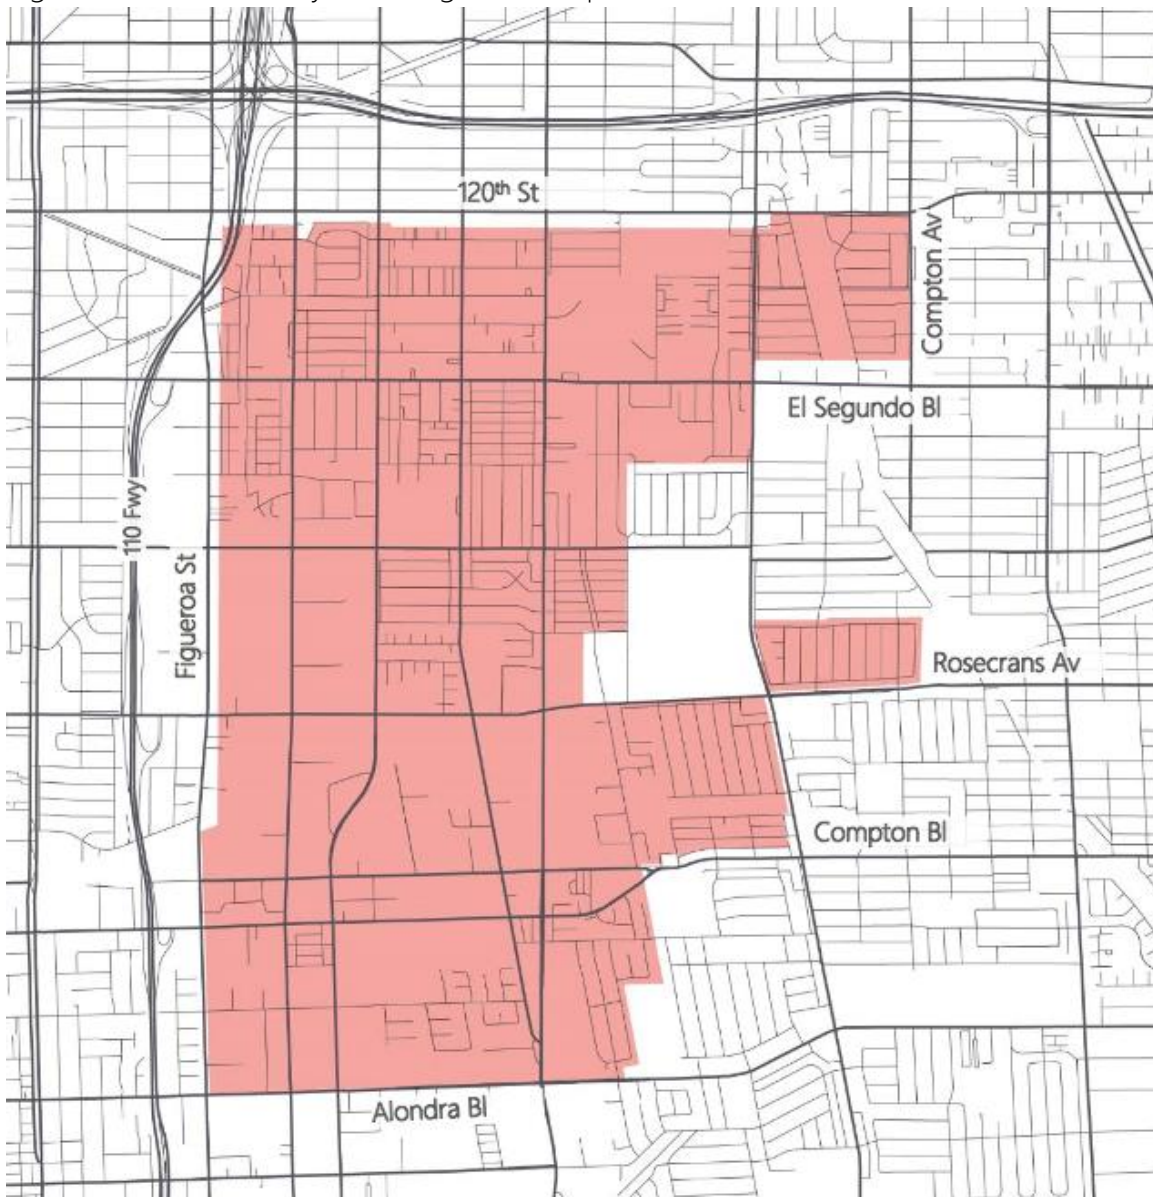 120th St
Compton Av
El Segundo Bl
110 Fwy
Figueroa St
Rosecrans Av
Compton Bl
Alondra Bl